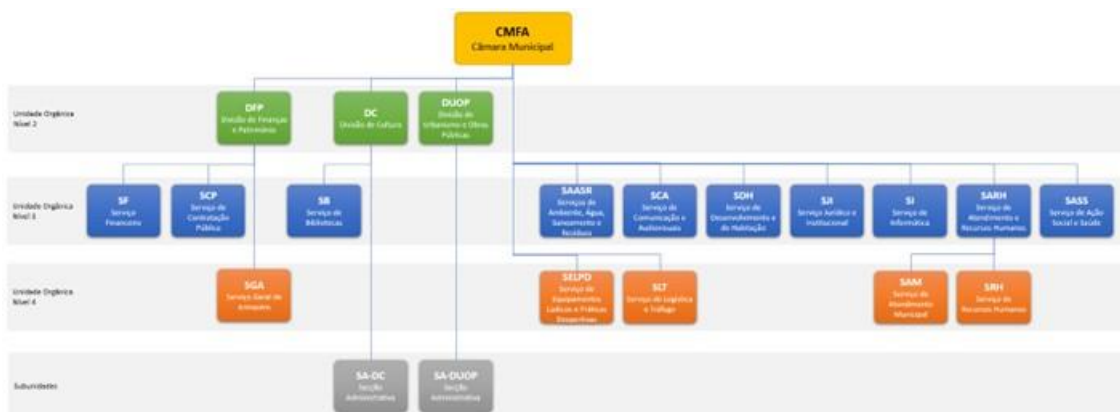 CMFA
Câmara Municipal
Unidade Orgânica
Nível 2
DFP
Divisão de Finanças
e Património
DC
Divisão de Cultura
DUOP
Divisão de
Urbanismo e Obras
Públicas
Unidade Orgânica
Nível 3
SF
Serviço
Financeiro
SCP
Serviço de
Contratação
Pública
SB
Serviço de
Bibliotecas
SAASR
Serviços de
Ambiente, Água,
Saneamento e
Resíduos
SCA
Serviço de
Comunicação e
Audiovisuais
SDH
Serviço de
Desenvolvimento e
de Habitação
SJI
Serviço Jurídico e
Institucional
SI
Serviço de
Informática
SARH
Serviço de
Atendimento e
Recursos Humanos
SASS
Serviço de Ação
Social e Saúde
Unidade Orgânica
Nível 4
SGA
Serviço Geral de
Armazém
SELPD
Serviço de
Equipamentos
Lúdicos e Práticas
Desportivas
SLT
Serviço de Logística
e Tráfego
SAM
Serviço de
Atendimento
Municipal
SRH
Serviço de
Recursos Humanos
Subunidades
SA-DC
Secção
Administrativa
SA-DUOP
Secção
Administrativa